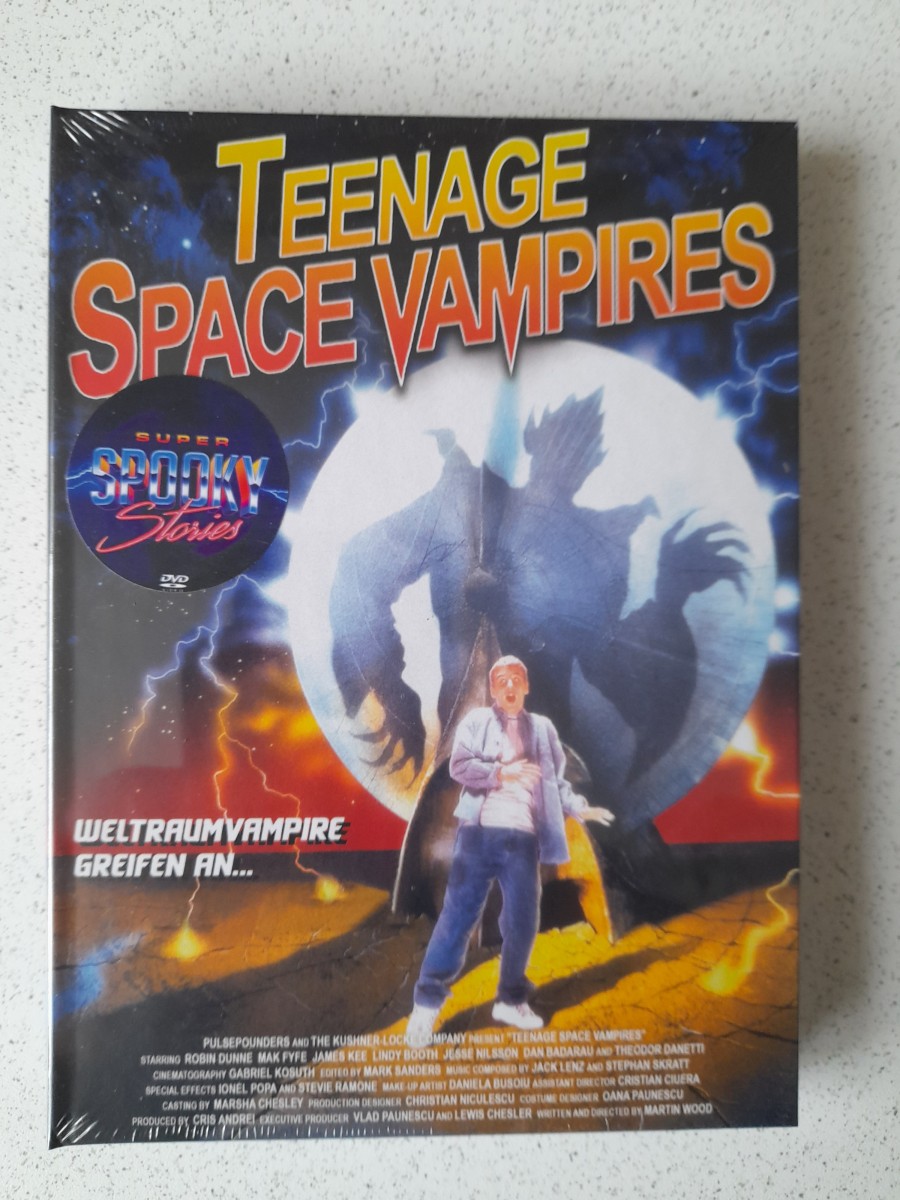 TEENAGE
SPACE VAMPIRES
SUPER
SPOOKY
Stories
DVD
WELTRAUMVAMPIRE
GREIFEN AN...
PULSEPOUNDERS AND THE KUSHNER-LOCKE COMPANY PRESENT "TEENAGE SPACE VAMPIRES"
STARRING ROBIN DUNNE MAK FYFE JAMES KEE LINDY BOOTH JESSE NILSSON DAN BADARAU AND THEODOR DANETTI
CINEMATOGRAPHY GABRIEL KOSUTH EDITED BY MARK SANDERS MUSIC COMPOSED BY JACK LENZ AND STEPHAN SKRATT
SPECIAL EFFECTS IONEL POPA AND STEVIE RAMONE MAKE-UP ARTIST DANIELA BUSOIU ASSISTANT DIRECTOR CRISTIAN CIUERA
CASTING BY MARSHA CHESLEY PRODUCTION DESIGNER CHRISTIAN NICULESCU COSTUME DESIGNER OANA PAUNESCU
PRODUCED BY CRIS ANDREI EXECUTIVE PRODUCER VLAD PAUNESCU AND LEWIS CHESLER WRITTEN AND DIRECTED BY MARTIN WOOD